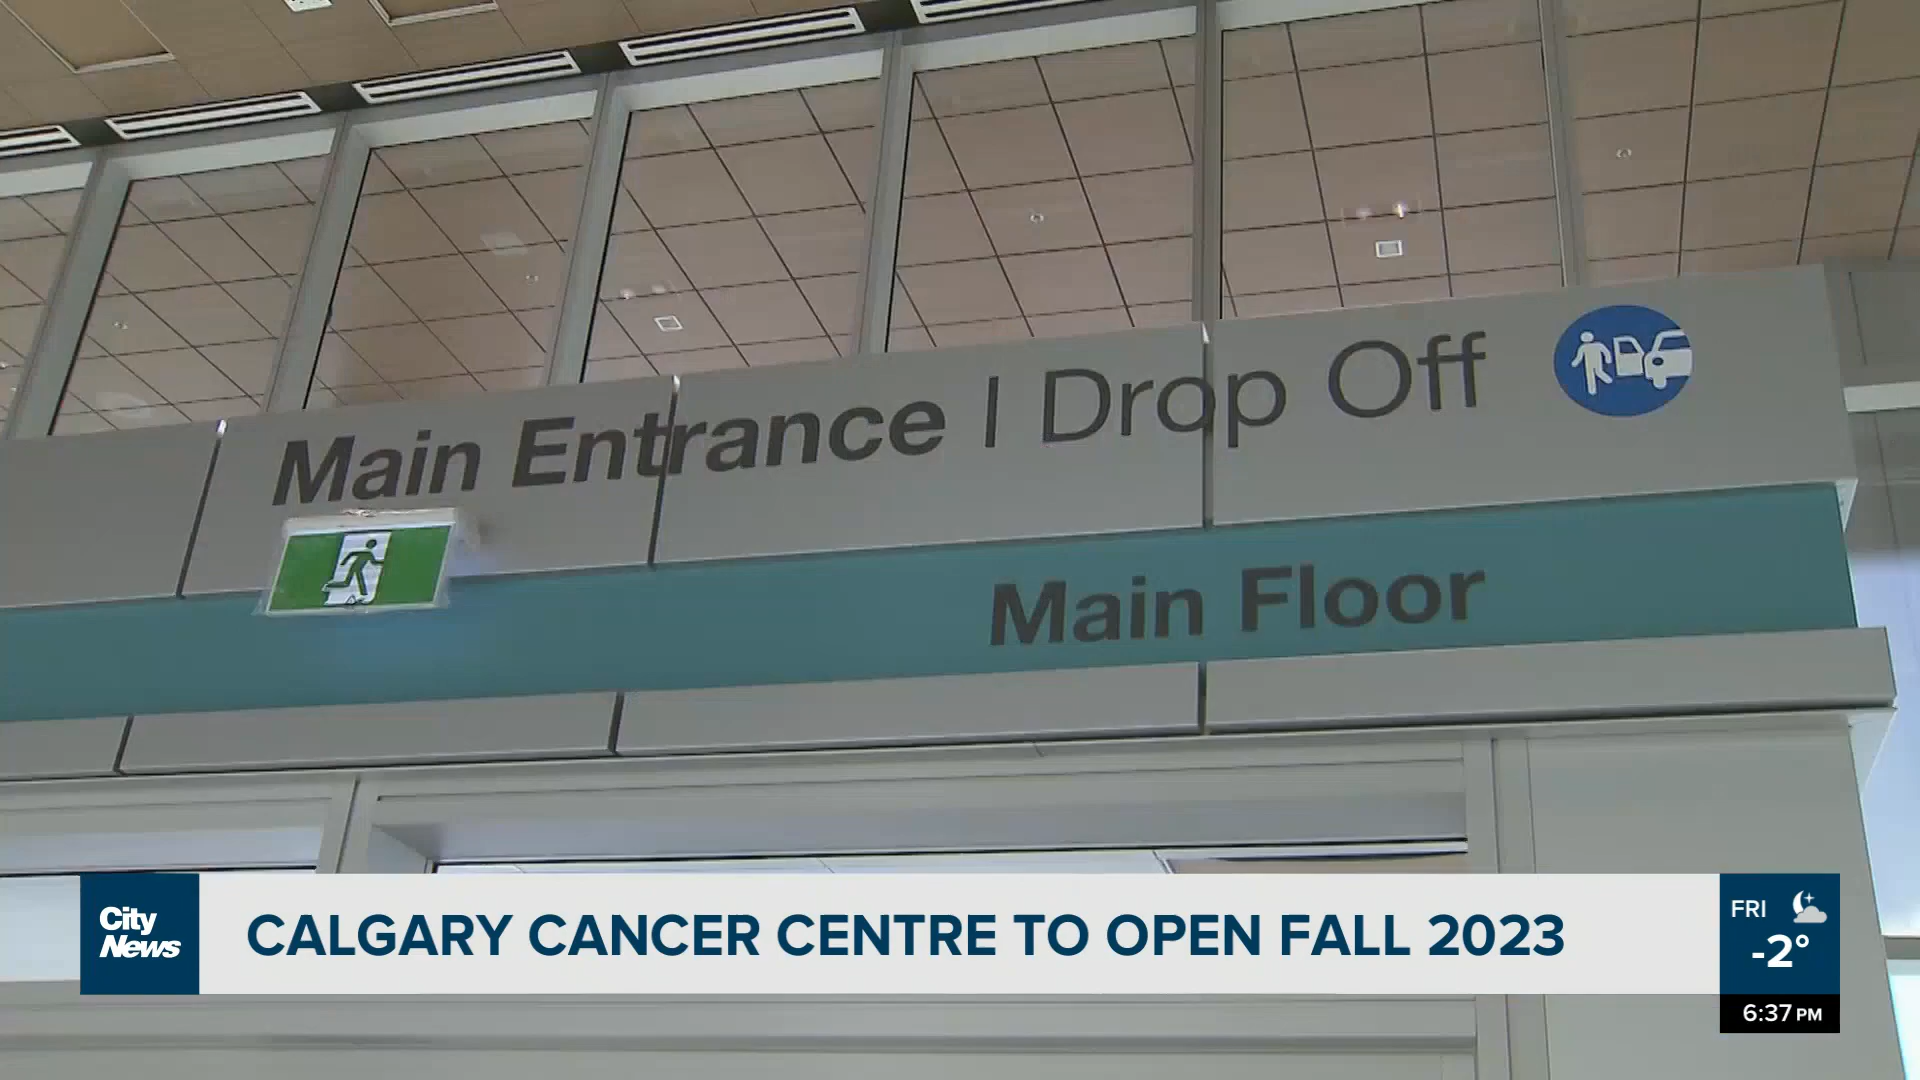 Main Entrance | Drop Off
Main Floor
City
News
CALGARY CANCER CENTRE TO OPEN FALL 2023
FRI
-2°
6:37 PM